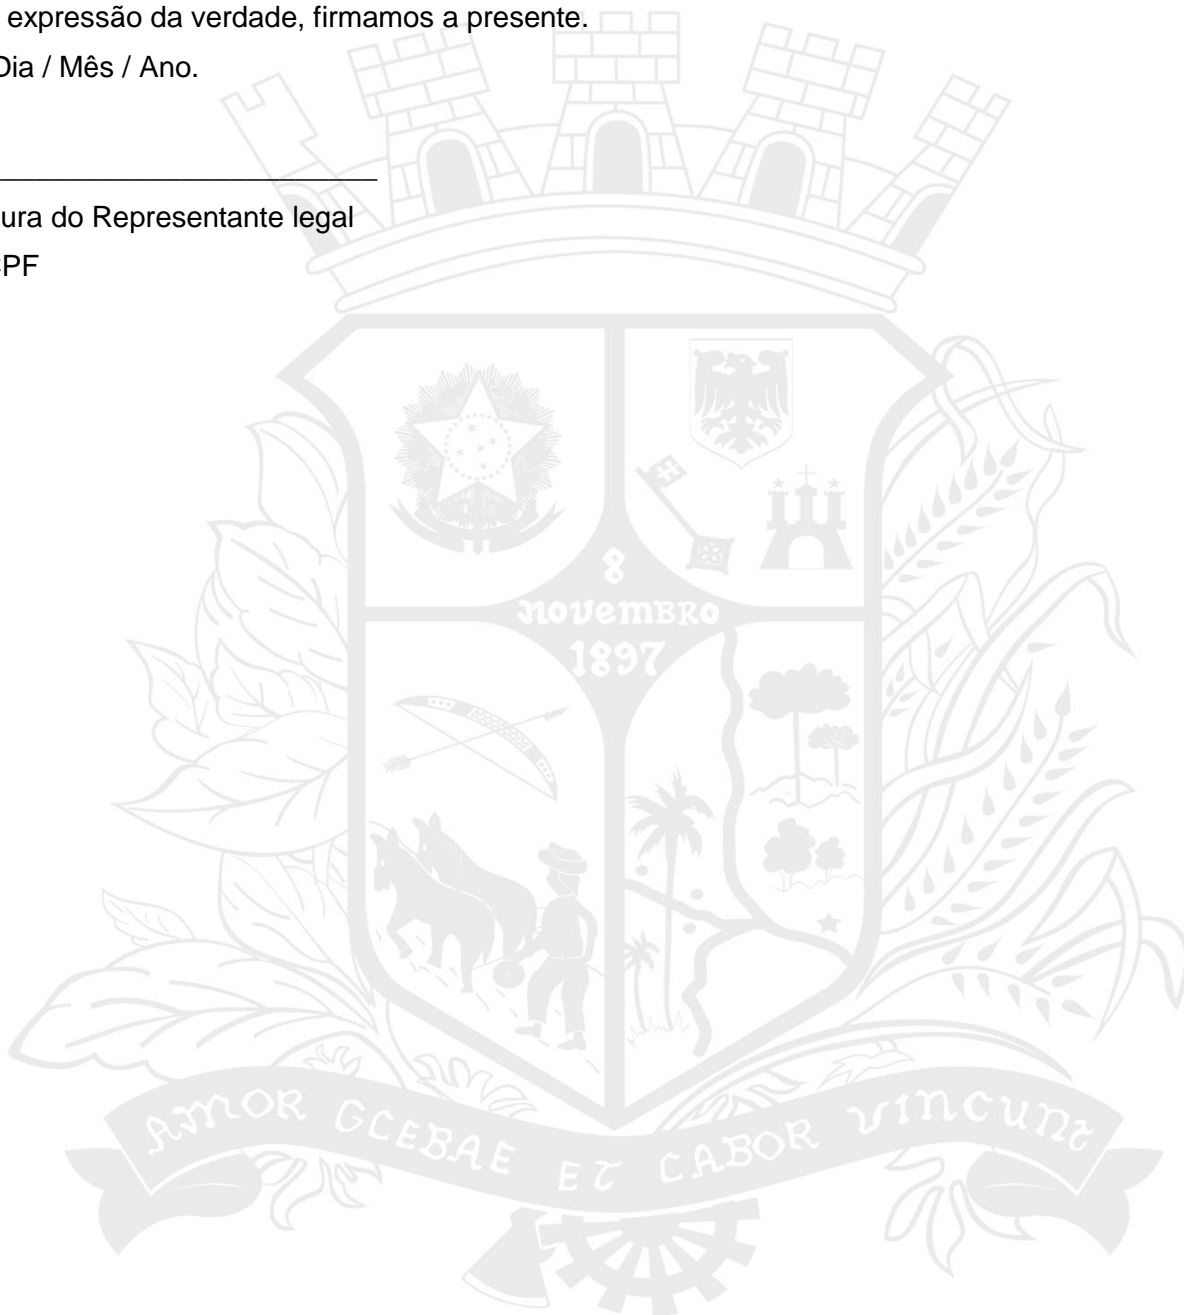 expressão da verdade, firmamos a presente.
Dia / Mês / Ano.
ura do Representante legal
CPF
8
NOVEMBRO
1897
AMOR GLEBAE ET LABOR VINCUNT